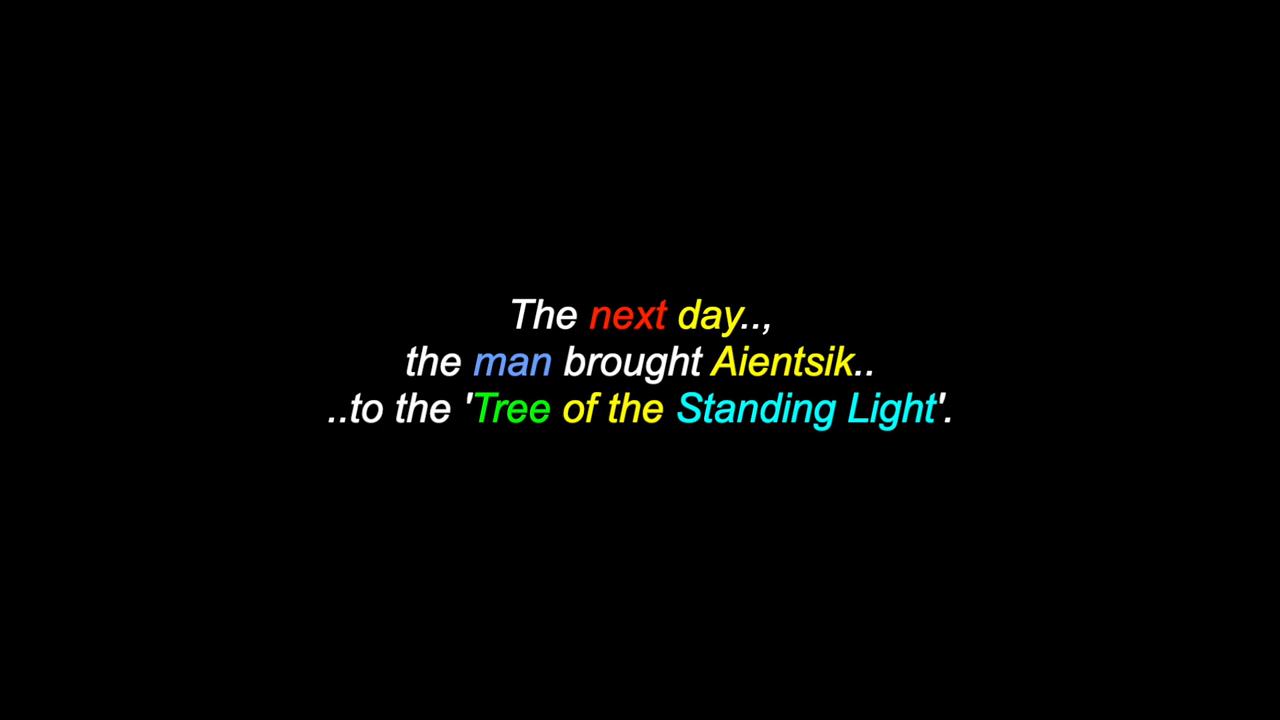 The next day..,
the man brought Aientsik..
..to the 'Tree of the Standing Light'.